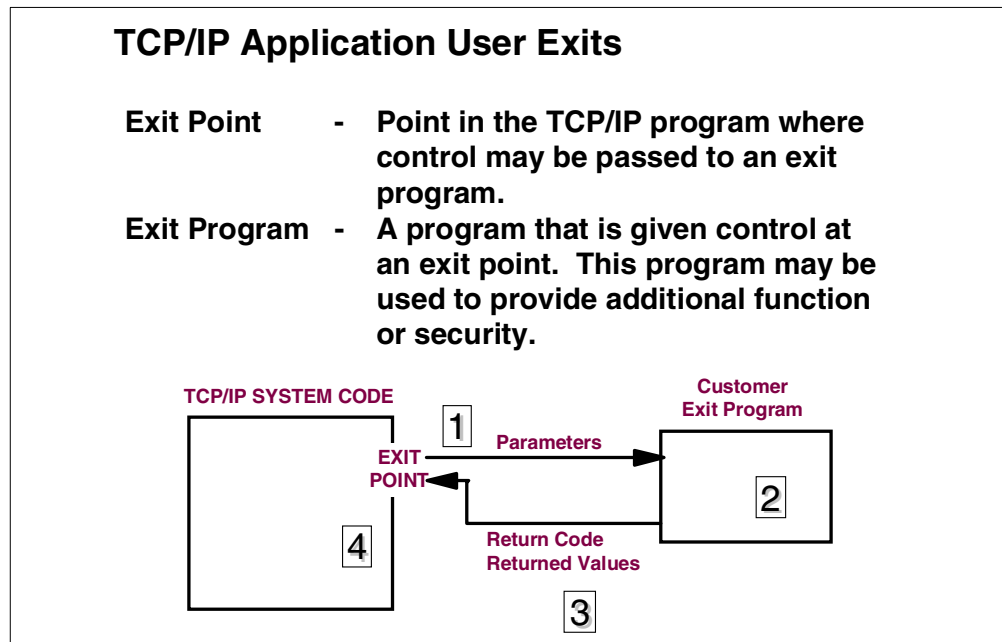 TCP/IP Application User Exits
Exit Point - Point in the TCP/IP program where
control may be passed to an exit
program.
Exit Program - A program that is given control at
an exit point. This program may be
used to provide additional function
or security.
TCP/IP SYSTEM CODE
Customer
Exit Program
1
Parameters
EXIT
POINT
2
4
Return Code
Returned Values
3